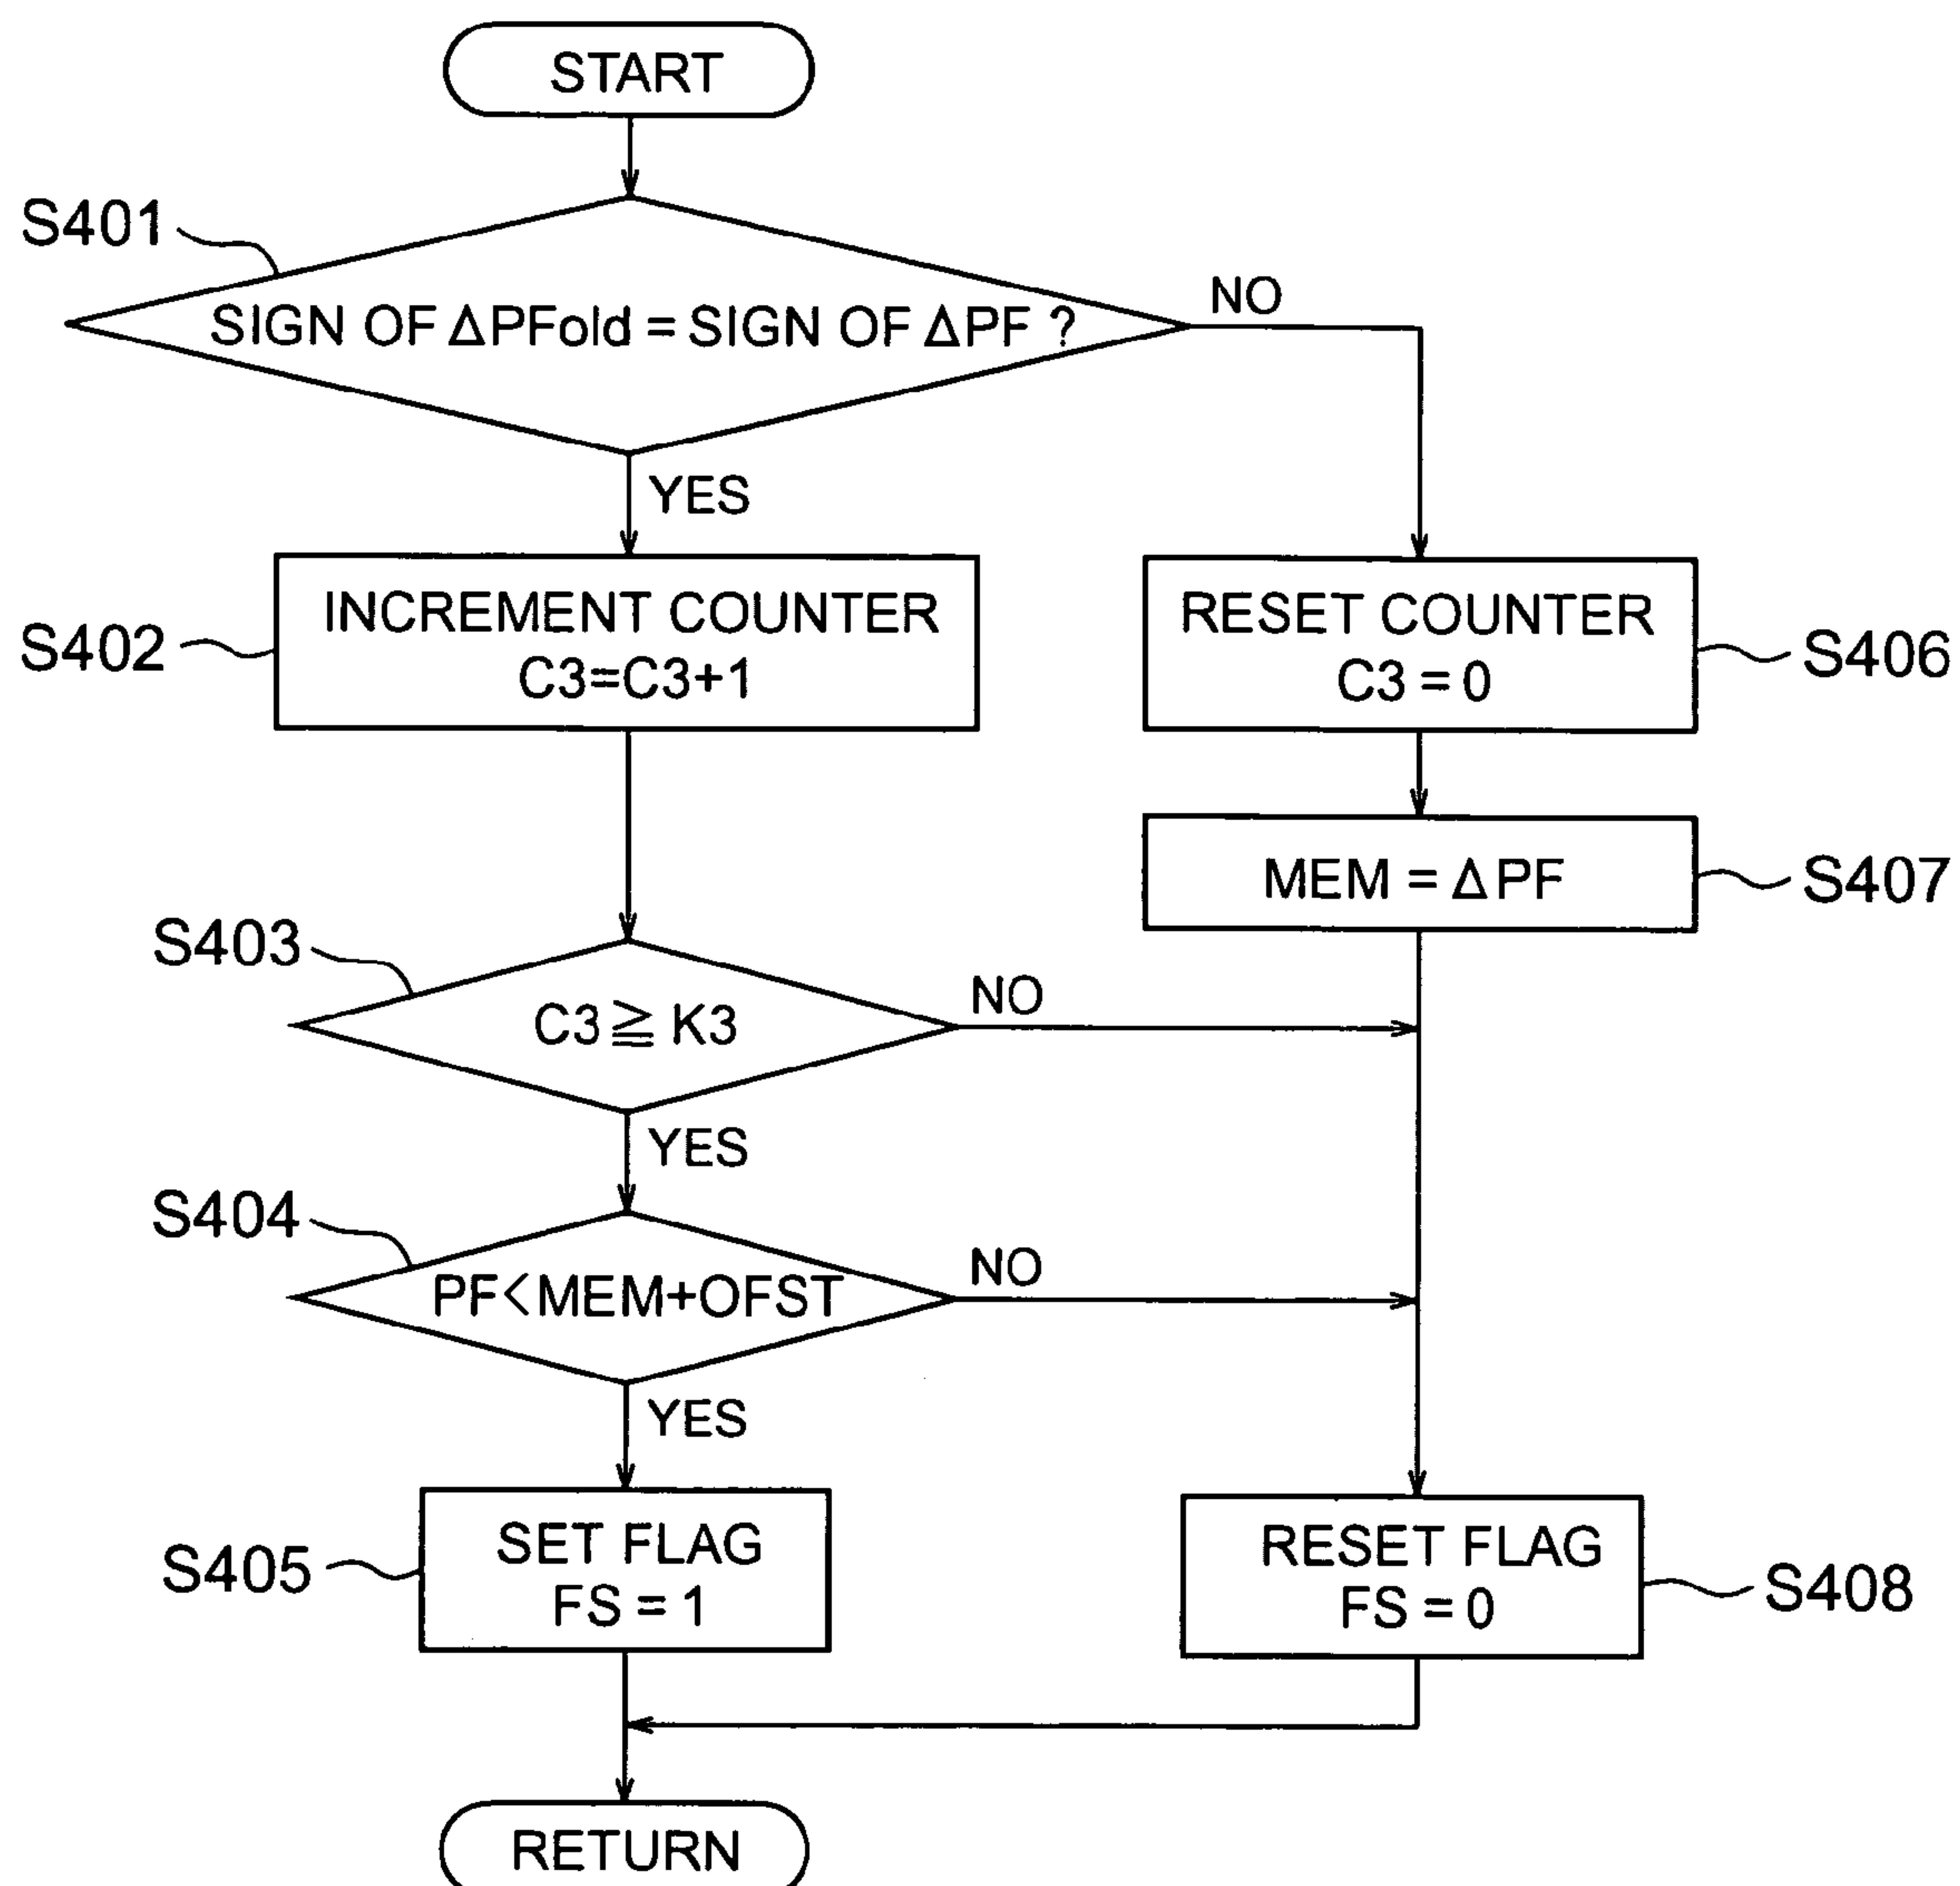 START
S401
SIGN OF ΔPFold = SIGN OF ΔPF ?
NO
YES
INCREMENT COUNTER
C3=C3+1
S402
RESET COUNTER
C3 = 0
S406
MEM = ΔPF
S407
S403
C3≧K3
NO
YES
S404
PF<MEM+OFST
NO
YES
SET FLAG
FS = 1
S405
RESET FLAG
FS = 0
S408
RETURN